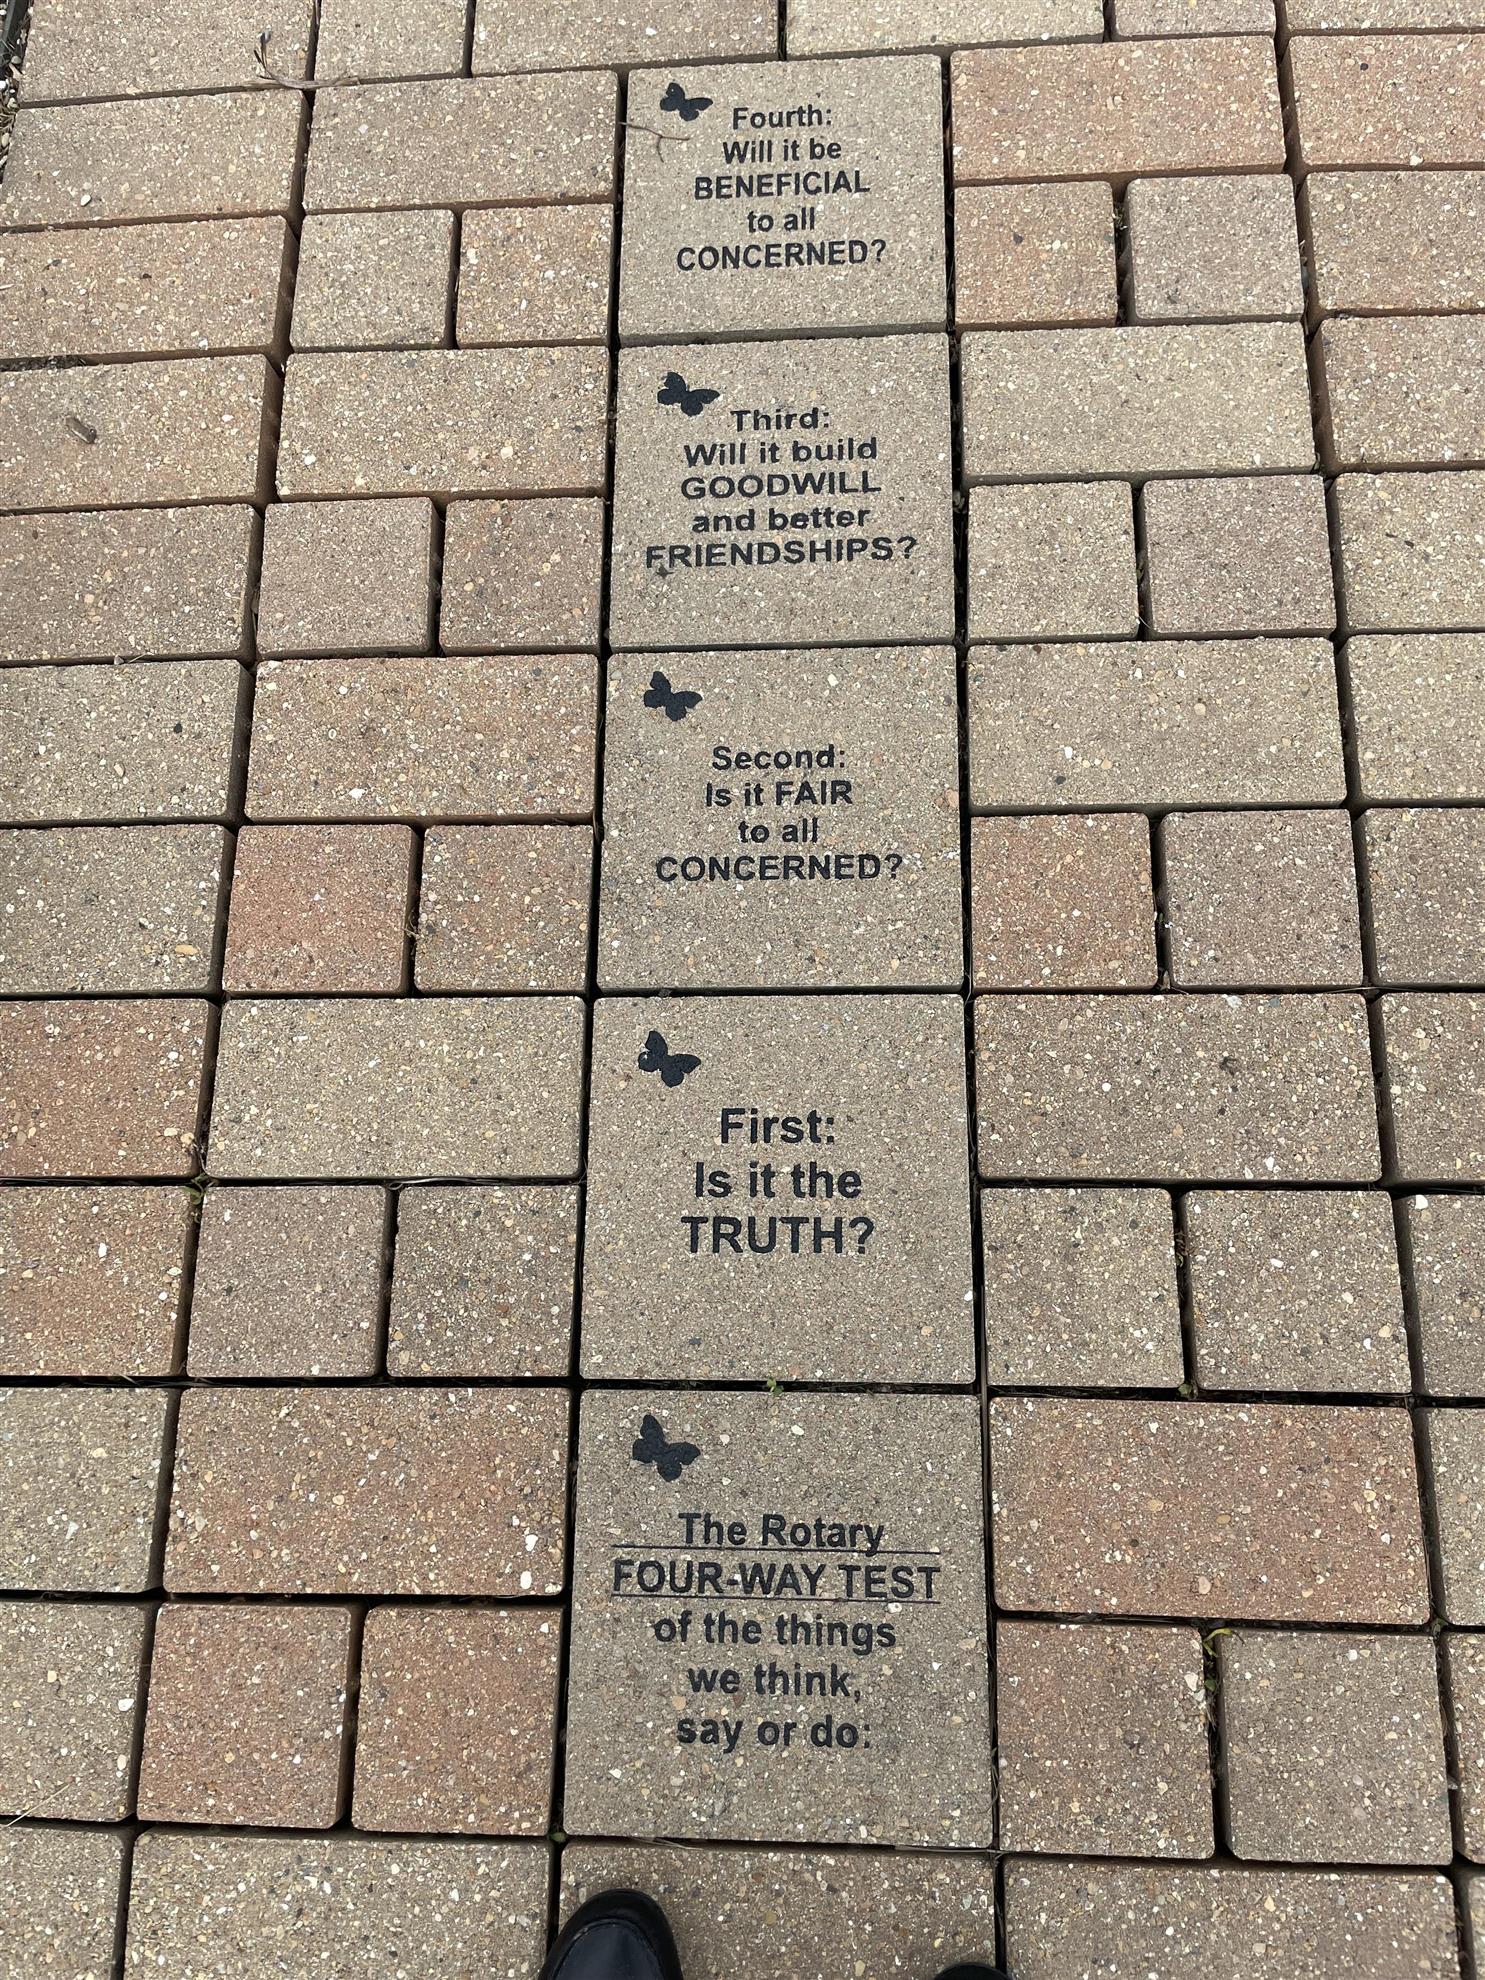 Fourth:
Will it be
BENEFICIAL
to all
CONCERNED?
Third:
Will it build
GOODWILL
and better
FRIENDSHIPS?
Second:
Is it FAIR
to all
CONCERNED?
First:
Is it the
TRUTH?
The Rotary
FOUR-WAY TEST
of the things
we think,
say or do: